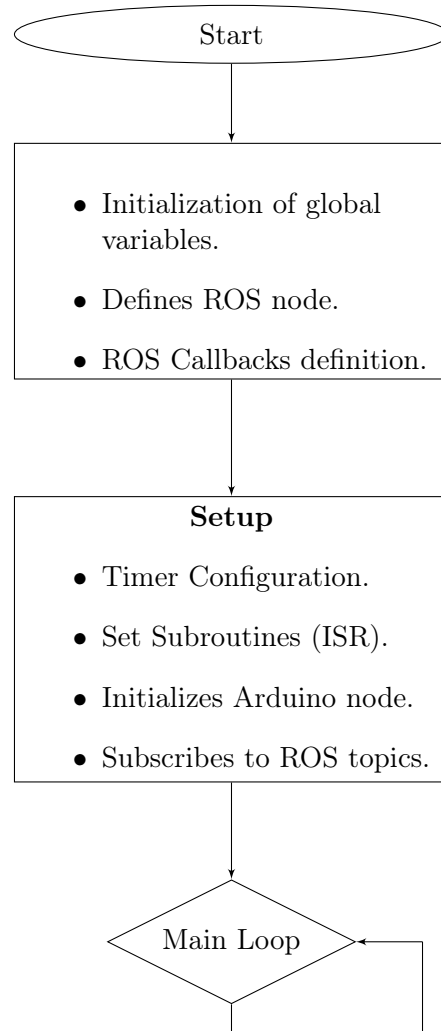 Start
• Initialization of global
variables.
• Defines ROS node.
• ROS Callbacks definition.
Setup
• Timer Configuration.
• Set Subroutines (ISR).
• Initializes Arduino node.
• Subscribes to ROS topics.
Main Loop